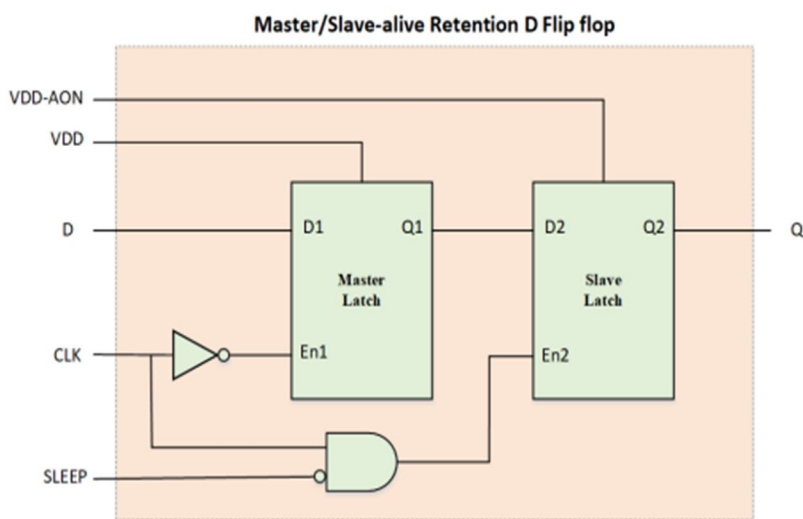 Master/Slave-alive Retention D Flip flop
VDD-AON
VDD
D
D1
Q1
D2
Q2
Q
Master
Latch
Slave
Latch
CLK
En1
En2
SLEEP